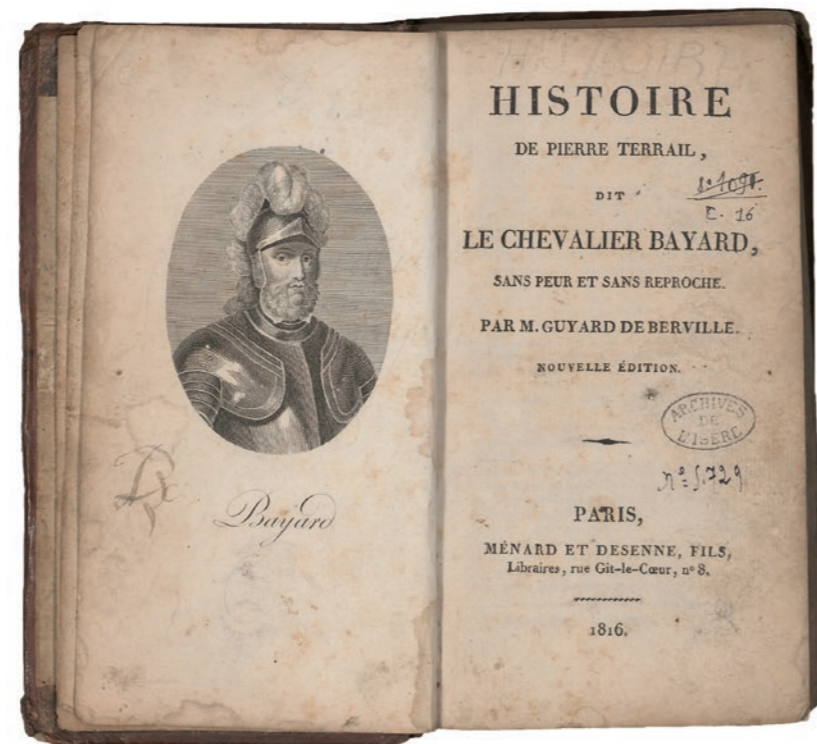 Bayard
HISTOIRE
DE PIERRE TERRAIL,
DIT
LE CHEVALIER BAYARD,
SANS PEUR ET SANS REPROCHE.
PAR M. GUYARD DE BERVILLE.
NOUVELLE ÉDITION.
ARCHIVES
DE
L'ISÈRE
PARIS,
MÉNARD ET DESENNE, FILS,
Libraires, rue Git-le-Cœur, nº 8.
1816.